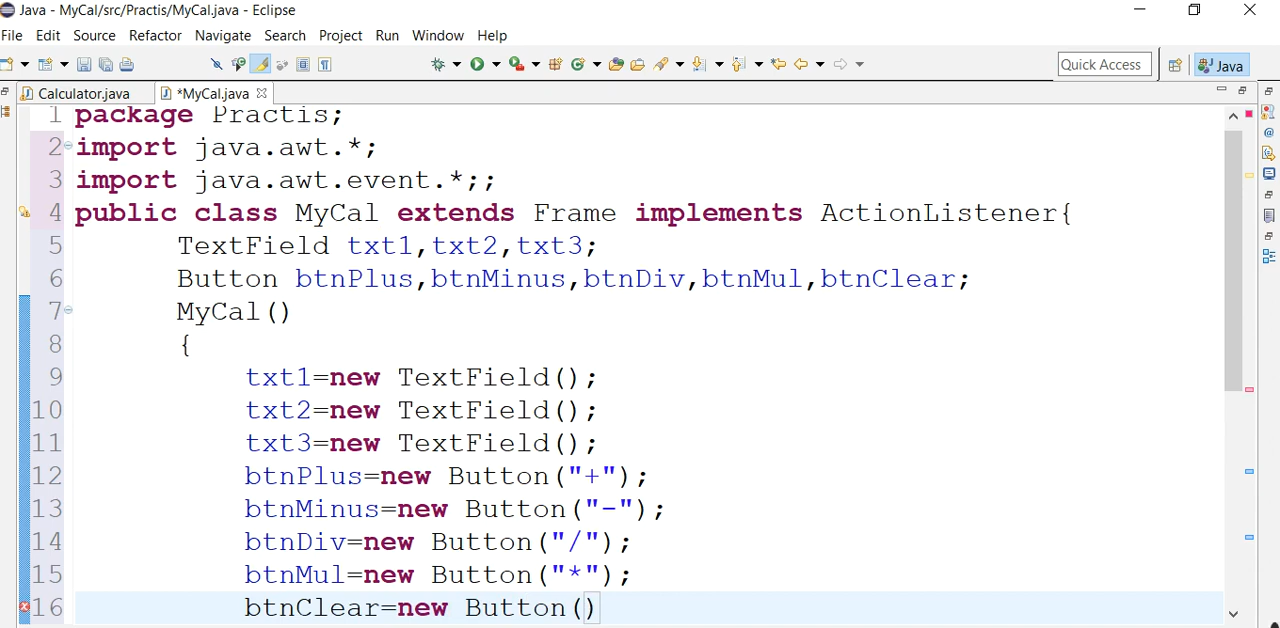 Java - MyCal/src/Practis/MyCal.java - Eclipse
File Edit Source Refactor Navigate Search Project Run Window Help
Quick Access Java
Calculator.java *MyCal.java
1 package Practis;
2 import java.awt.*;
3 import java.awt.event.*;;
4 public class MyCal extends Frame implements ActionListener{
5 TextField txt1,txt2,txt3;
6 Button btnPlus,btnMinus,btnDiv,btnMul,btnClear;
7 MyCal()
8 {
9 txt1=new TextField();
10 txt2=new TextField();
11 txt3=new TextField();
12 btnPlus=new Button("+");
13 btnMinus=new Button("-");
14 btnDiv=new Button("/");
15 btnMul=new Button("*");
16 btnClear=new Button()